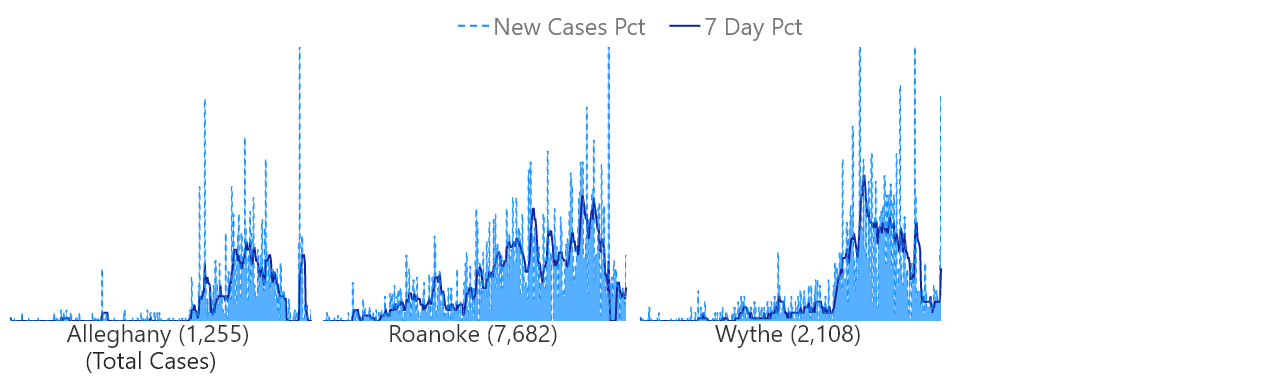 New Cases Pct 7 Day Pct
Alleghany (1,255) Roanoke (7,682) Wythe (2,108)
(Total Cases)